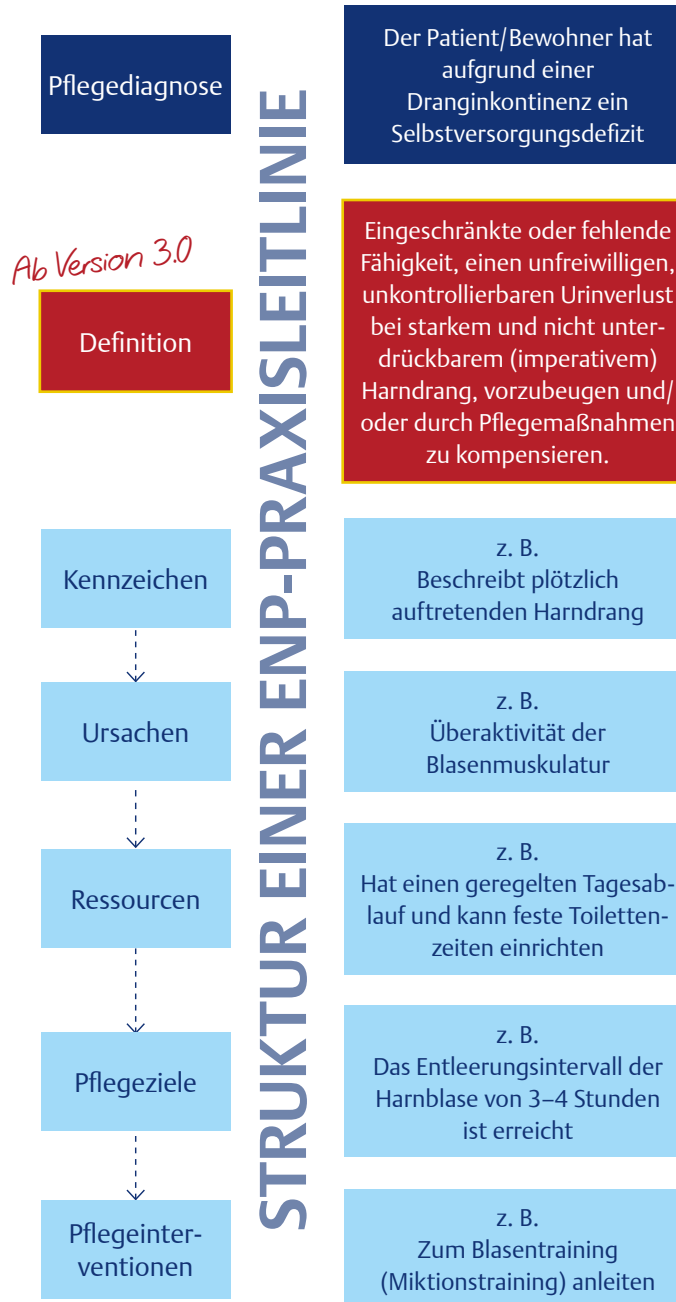 Pflegediagnose
Der Patient/Bewohner hat
aufgrund einer
Dranginkontinenz ein
Selbstversorgungsdefizit
STRUKTUR EINER ENP-PRAXISLEITLINIE
Ab Version 3.0
Definition
Eingeschränkte oder fehlende
Fähigkeit, einen unfreiwilligen,
unkontrollierbaren Urinverlust
bei starkem und nicht unter-
drückbarem (imperativem)
Harndrang, vorzubeugen und/
oder durch Pflegemaßnahmen
zu kompensieren.
Kennzeichen
z. B.
Beschreibt plötzlich
auftretenden Harndrang
Ursachen
z. B.
Überaktivität der
Blasenmuskulatur
Ressourcen
z. B.
Hat einen geregelten Tagesab-
lauf und kann feste Toiletten-
zeiten einrichten
Pflegeziele
z. B.
Das Entleerungsintervall der
Harnblase von 3–4 Stunden
ist erreicht
Pflegeinter-
ventionen
z. B.
Zum Blasentraining
(Miktionstraining) anleiten